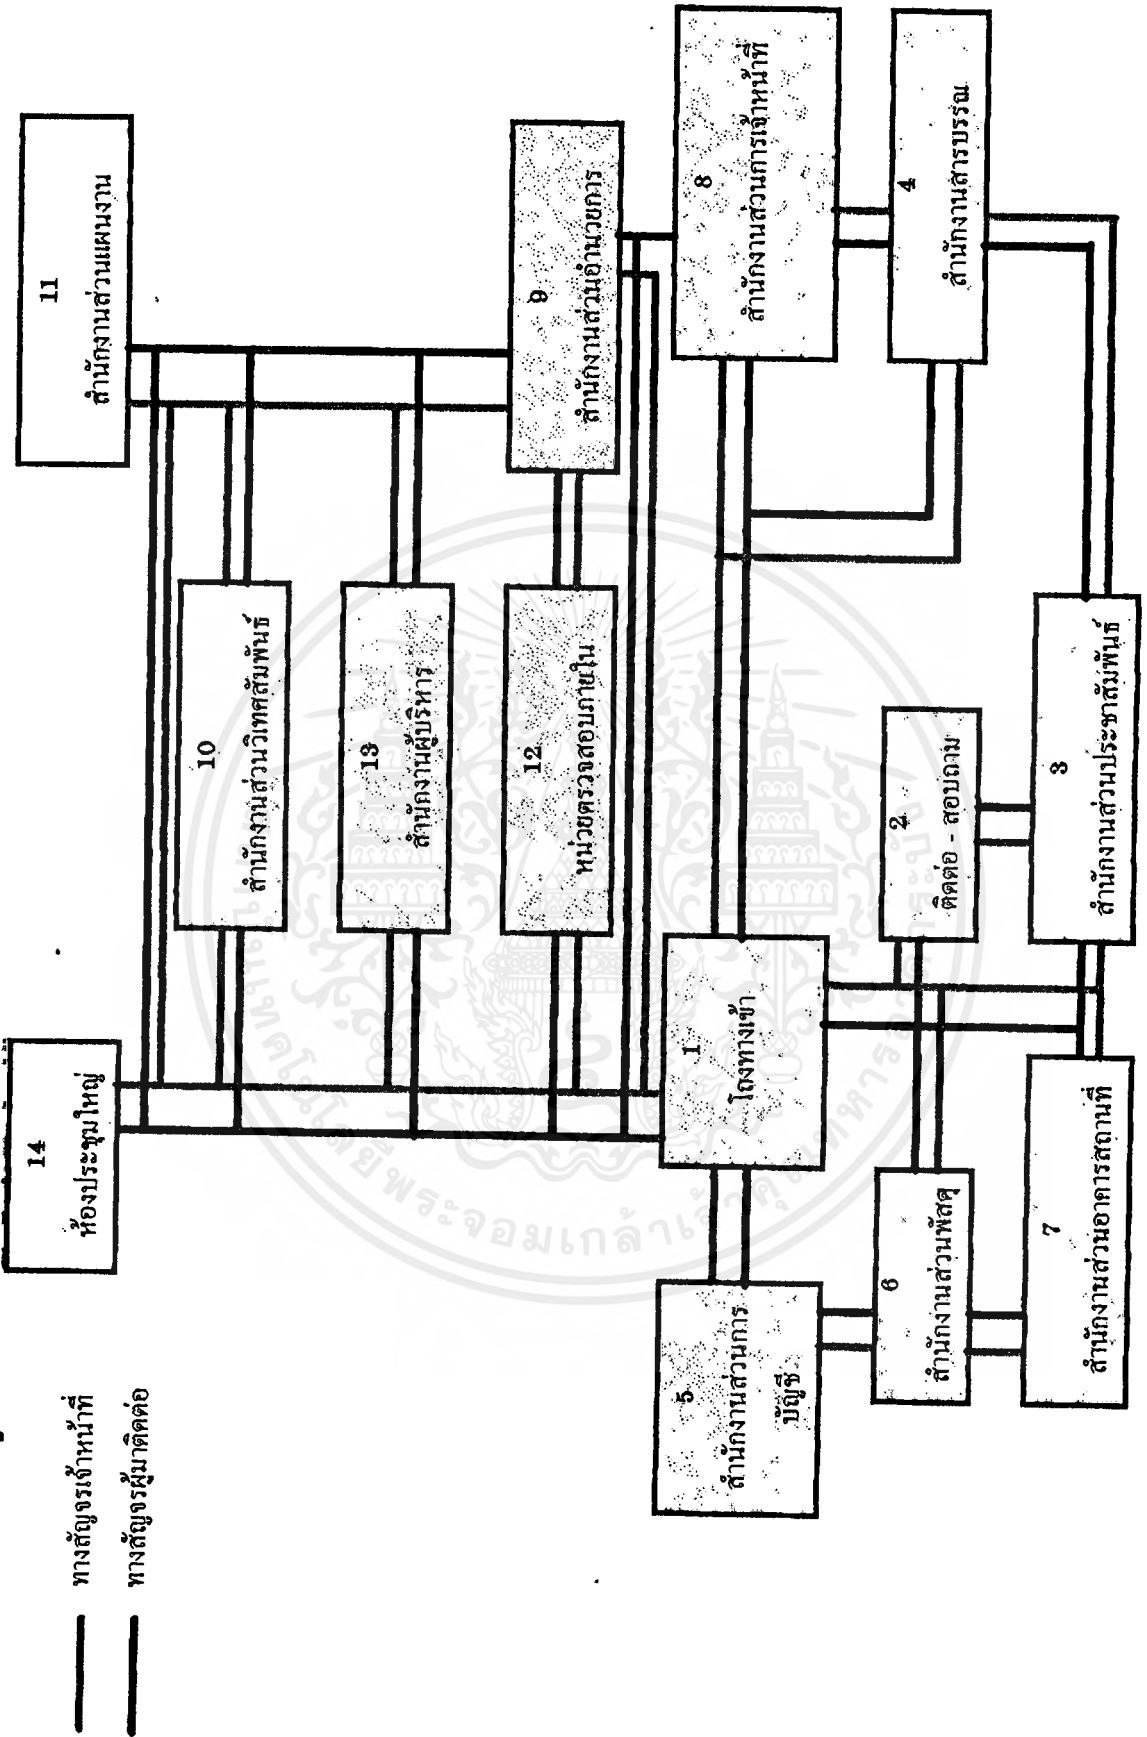 ทางสัญจรเจ้าหน้าที่
ทางสัญจรผู้มาติดต่อ
14
ห้องประชุมใหญ่
11
สำนักงานส่วนแผนงาน
10
สำนักงานส่วนวิเทศสัมพันธ์
13
สำนักงานผู้บริหาร
12
หน่วยตรวจสอบภายใน
9
สำนักงานส่วนอำนวยการ
5
สำนักงานส่วนการ
บัญชี
1
โถงทางเข้า
8
สำนักงานส่วนการเจ้าหน้าที่
6
สำนักงานส่วนพัสดุ
2
ติดต่อ - สอบถาม
4
สำนักงานสารบรรณ
7
สำนักงานส่วนอาคารสถานที่
3
สำนักงานส่วนประชาสัมพันธ์